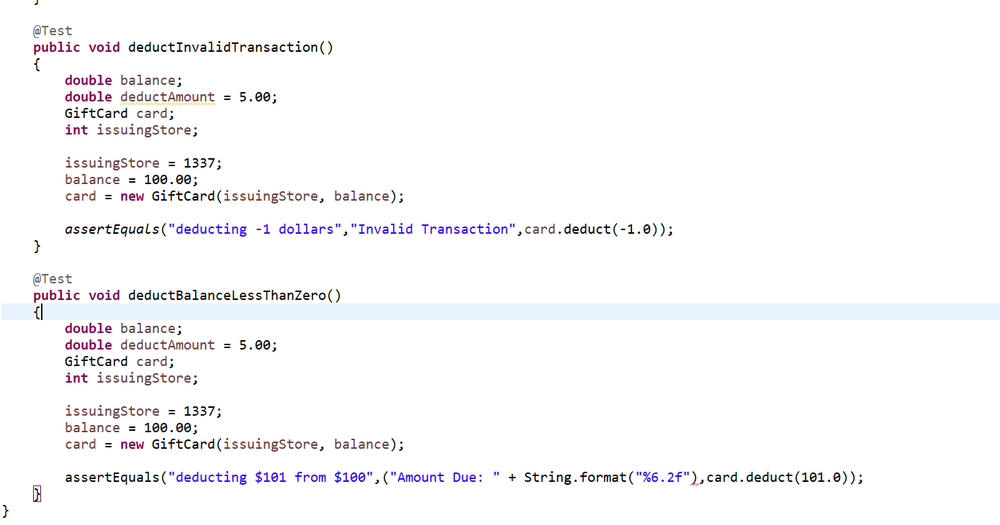 }
@Test
public void deductInvalidTransaction()
{
double balance;
double deductAmount = 5.00;
GiftCard card;
int issuingStore;
issuingStore = 1337;
balance = 100.00;
card = new GiftCard(issuingStore, balance);
assertEquals("deducting -1 dollars","Invalid Transaction",card.deduct(-1.0));
}
@Test
public void deductBalanceLessThanZero()
{
double balance;
double deductAmount = 5.00;
GiftCard card;
int issuingStore;
issuingStore = 1337;
balance = 100.00;
card = new GiftCard(issuingStore, balance);
assertEquals("deducting $101 from $100",("Amount Due: " + String.format("%6.2f"),card.deduct(101.0));
}
}